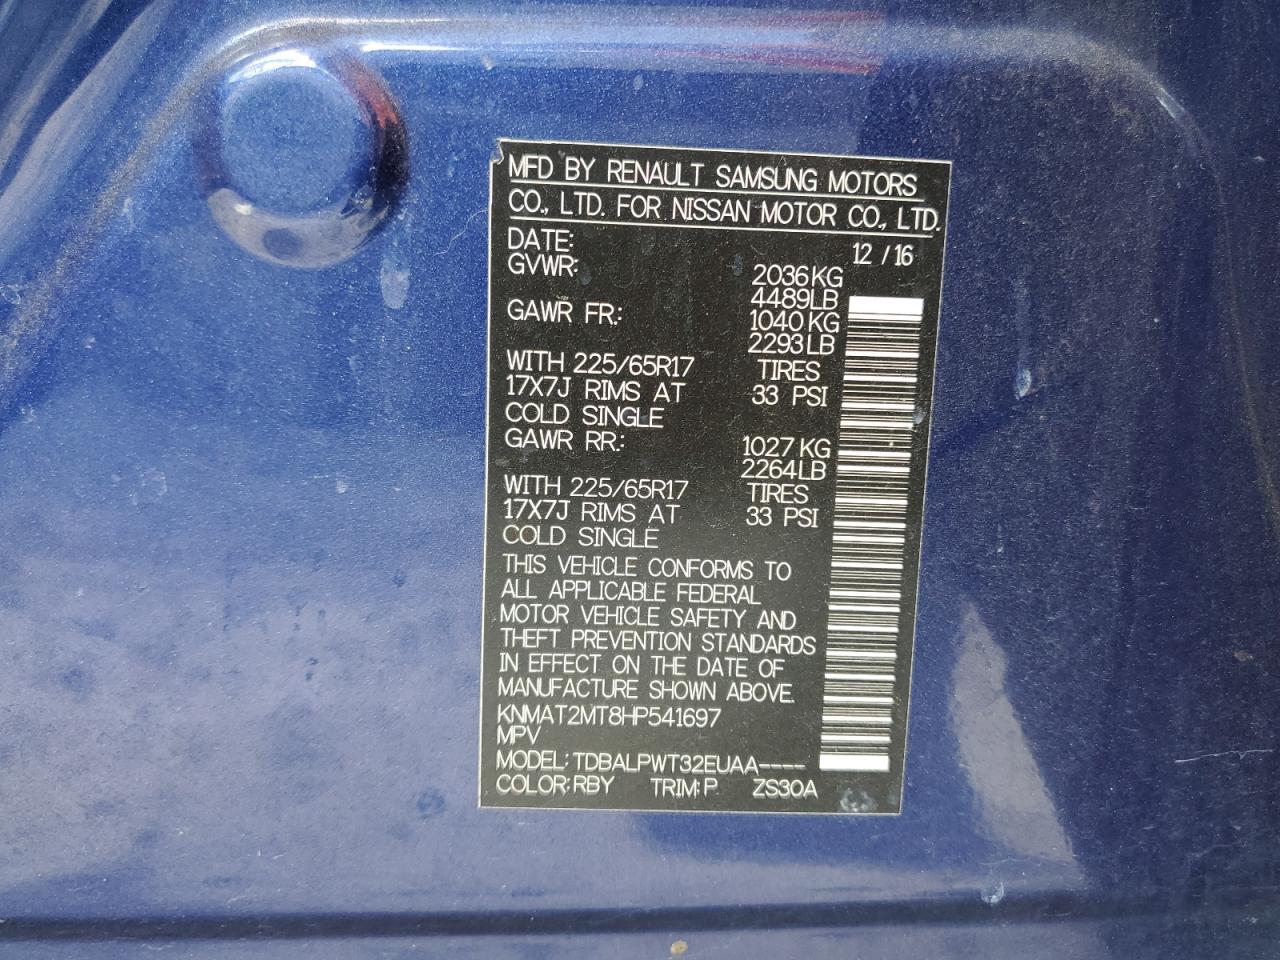 MFD BY RENAULT SAMSUNG MOTORS
CO., LTD. FOR NISSAN MOTOR CO., LTD.
DATE: 12 / 16
GVWR: 2036 KG
4489 LB
GAWR FR.: 1040 KG
2293 LB
WITH 225/65R17 TIRES
17X7J RIMS AT 33 PSI
COLD SINGLE
GAWR RR.: 1027 KG
2264 LB
WITH 225/65R17 TIRES
17X7J RIMS AT 33 PSI
COLD SINGLE
THIS VEHICLE CONFORMS TO
ALL APPLICABLE FEDERAL
MOTOR VEHICLE SAFETY AND
THEFT PREVENTION STANDARDS
IN EFFECT ON THE DATE OF
MANUFACTURE SHOWN ABOVE.
KNMAT2MT8HP541697
MPV
MODEL: TDBALPWT32EUAA----
COLOR: RBY TRIM: P ZS30A